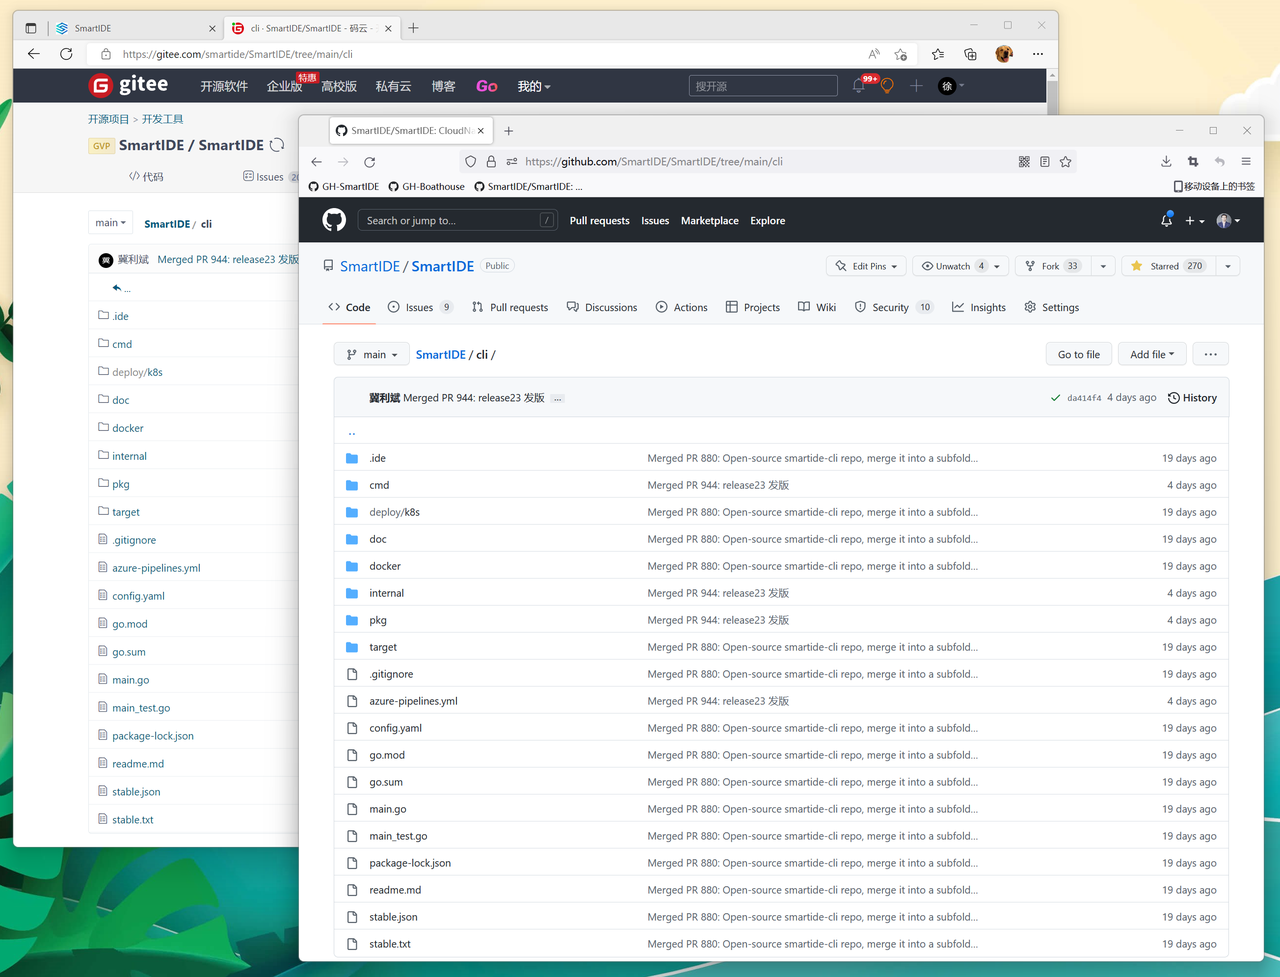 SmartIDE
cli · SmartIDE/SmartIDE - 码云 -
https://gitee.com/smartide/SmartIDE/tree/main/cli
gitee
开源软件
企业版
特惠
高校版
私有云
博客
Go
我的
搜开源
99+
徐
开源项目 > 开发工具
GVP SmartIDE / SmartIDE
代码
Issues
main
SmartIDE / cli
冀 冀利斌 Merged PR 944: release23 发版
...
.ide
cmd
deploy/k8s
doc
docker
internal
pkg
target
.gitignore
azure-pipelines.yml
config.yaml
go.mod
go.sum
main.go
main_test.go
package-lock.json
readme.md
stable.json
stable.txt
SmartIDE/SmartIDE: CloudNa
https://github.com/SmartIDE/SmartIDE/tree/main/cli
GH-SmartIDE
GH-Boathouse
SmartIDE/SmartIDE: ...
移动设备上的书签
Search or jump to... /
Pull requests
Issues
Marketplace
Explore
SmartIDE / SmartIDE Public
Edit Pins
Unwatch 4
Fork 33
Starred 270
Code
Issues 9
Pull requests
Discussions
Actions
Projects
Wiki
Security 10
Insights
Settings
main
SmartIDE / cli /
Go to file
Add file
...
冀利斌 Merged PR 944: release23 发版 ... da414f4 4 days ago History
..
.ide Merged PR 880: Open-source smartide-cli repo, merge it into a subfold... 19 days ago
cmd Merged PR 944: release23 发版 4 days ago
deploy/k8s Merged PR 880: Open-source smartide-cli repo, merge it into a subfold... 19 days ago
doc Merged PR 880: Open-source smartide-cli repo, merge it into a subfold... 19 days ago
docker Merged PR 880: Open-source smartide-cli repo, merge it into a subfold... 19 days ago
internal Merged PR 944: release23 发版 4 days ago
pkg Merged PR 944: release23 发版 4 days ago
target Merged PR 880: Open-source smartide-cli repo, merge it into a subfold... 19 days ago
.gitignore Merged PR 880: Open-source smartide-cli repo, merge it into a subfold... 19 days ago
azure-pipelines.yml Merged PR 944: release23 发版 4 days ago
config.yaml Merged PR 880: Open-source smartide-cli repo, merge it into a subfold... 19 days ago
go.mod Merged PR 880: Open-source smartide-cli repo, merge it into a subfold... 19 days ago
go.sum Merged PR 880: Open-source smartide-cli repo, merge it into a subfold... 19 days ago
main.go Merged PR 880: Open-source smartide-cli repo, merge it into a subfold... 19 days ago
main_test.go Merged PR 880: Open-source smartide-cli repo, merge it into a subfold... 19 days ago
package-lock.json Merged PR 880: Open-source smartide-cli repo, merge it into a subfold... 19 days ago
readme.md Merged PR 880: Open-source smartide-cli repo, merge it into a subfold... 19 days ago
stable.json Merged PR 880: Open-source smartide-cli repo, merge it into a subfold... 19 days ago
stable.txt Merged PR 880: Open-source smartide-cli repo, merge it into a subfold... 19 days ago